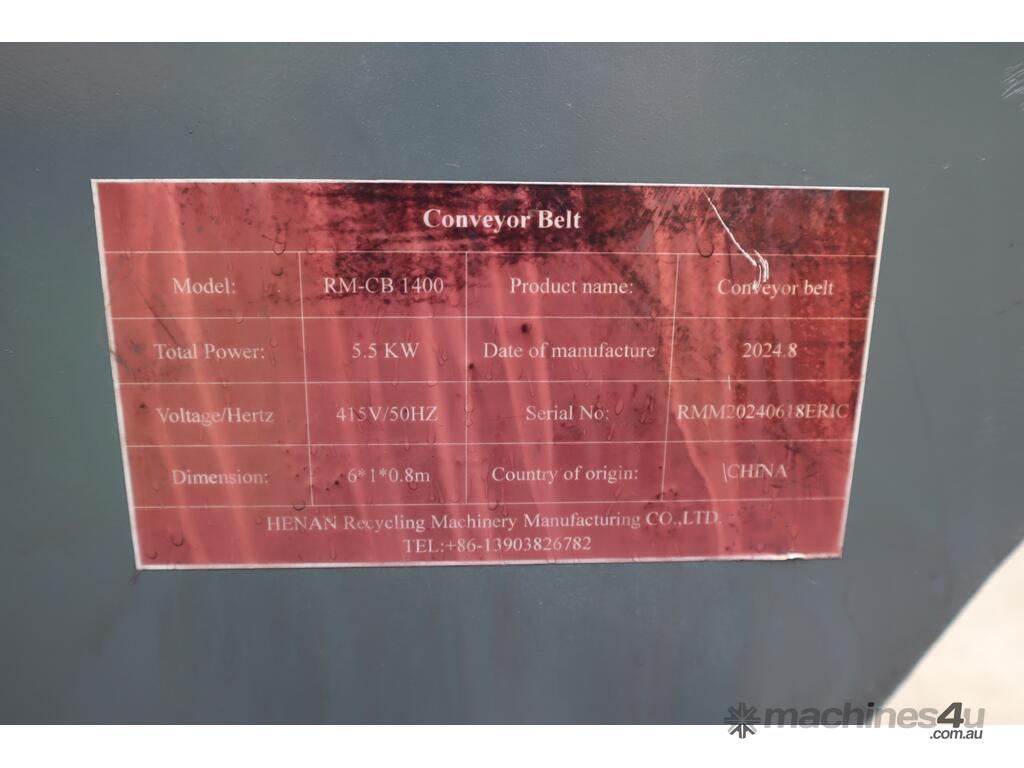 Conveyor Belt
Model: RM-CB 1400 Product name: Conveyor belt
Total Power: 5.5 KW Date of manufacture 2024.8
Voltage/Hertz 415V/50HZ Serial No: RMM20240618ERIC
Dimension: 6*1*0.8m Country of origin: CHINA
HENAN Recycling Machinery Manufacturing CO.,LTD.
TEL:+86-13903826782
machines4u
.com.au